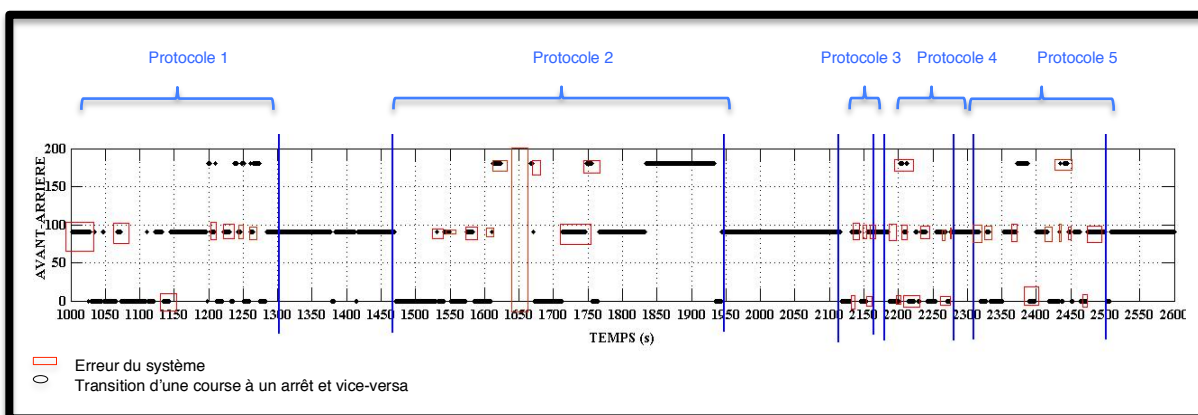 Protocole 1
Protocole 2
Protocole 3
Protocole 4
Protocole 5
AVANT-ARRIERE
200
150
100
50
0
1000 1050 1100 1150 1200 1250 1300 1350 1400 1450 1500 1550 1600 1650 1700 1750 1800 1850 1900 1950 2000 2050 2100 2150 2200 2250 2300 2350 2400 2450 2500 2550 2600
TEMPS (s)
Erreur du système
Transition d'une course à un arrêt et vice-versa